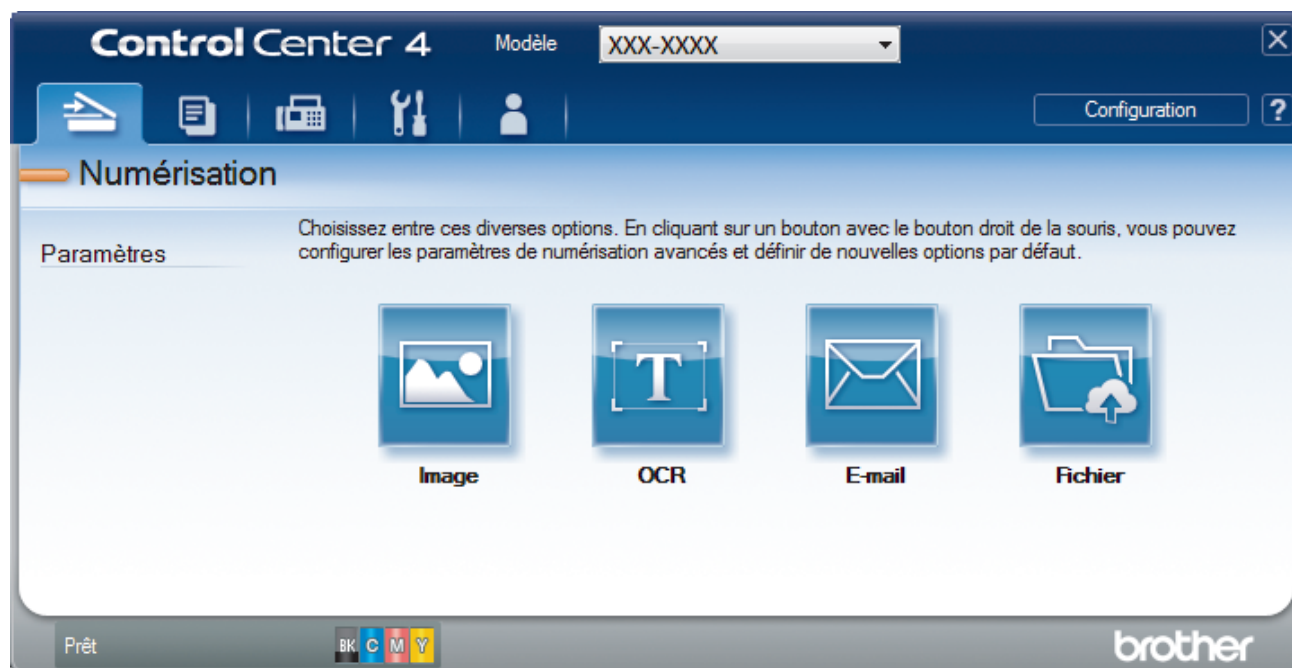 Control Center 4 Modèle XXX-XXXX
Configuration ?
Numérisation
Paramètres
Choisissez entre ces diverses options. En cliquant sur un bouton avec le bouton droit de la souris, vous pouvez
configurer les paramètres de numérisation avancés et définir de nouvelles options par défaut.
T
Image OCR E-mail Fichier
Prêt BK C M Y brother